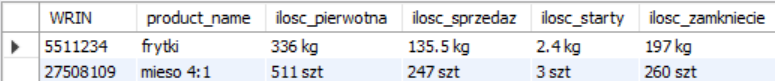 WRIN product_name ilosc_pierwotna ilosc_sprzedaz ilosc_starty ilosc_zamkniecie
5511234 frytki 336 kg 135.5 kg 2.4 kg 197 kg
27508109 mieso 4:1 511 szt 247 szt 3 szt 260 szt